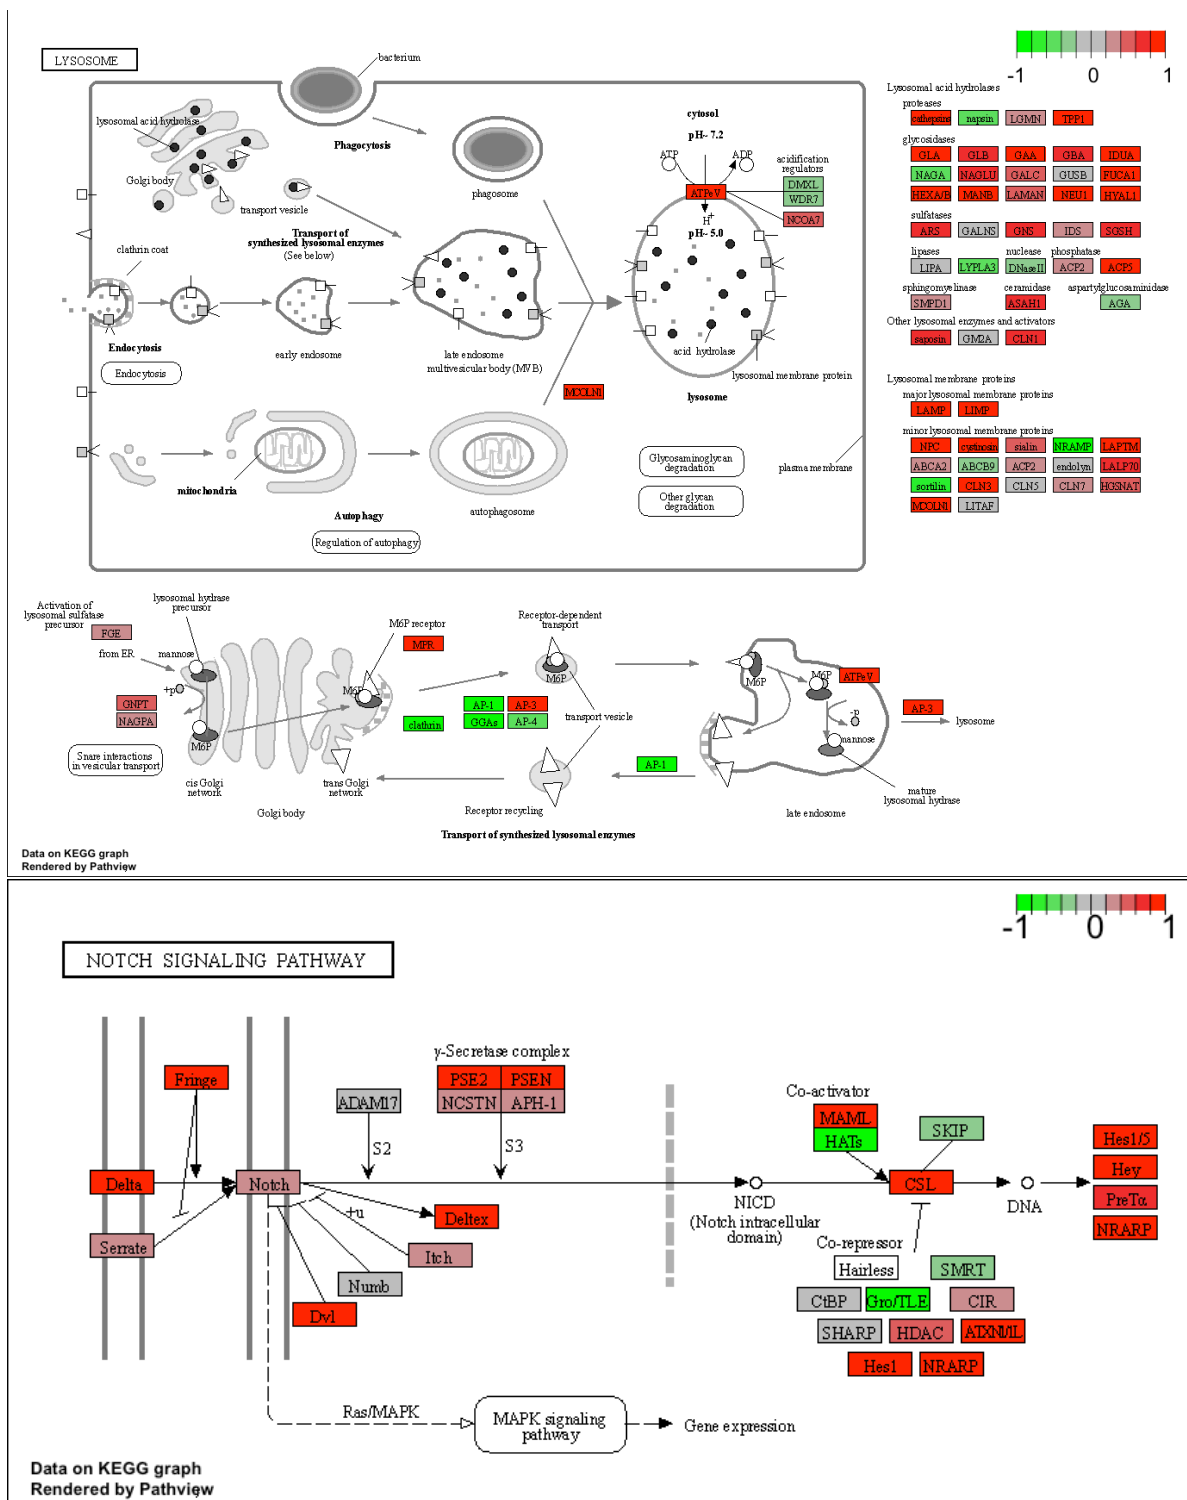 LYSOSOME
-1 0 1
bacterium
lysosomal acid hydrolase
Golgi body
transport vesicle
Phagocytosis
phagosome
Transport of
synthesized lysosomal enzymes
(See below)
clathrin coat
Endocytosis
Endocytosis
early endosome
late endosome
multivesicular body (MVB)
cytosol
pH~ 7.2
ATP ADP
ATPeV
H+
pH~ 5.0
acidification
regulators
DMXL
WDR7
NCOA7
acid hydrolase
lysosomal membrane protein
lysosome
MCOLN1
mitochondria
Autophagy
Regulation of autophagy
autophagosome
Glycosaminoglycan
degradation
Other glycan
degradation
plasma membrane
Lysosomal acid hydrolases
proteases
cathepsins napsin LGMN TPP1
glycosidases
GLA GLB GAA GBA IDUA
NAGA NAGLU GALC GUSB FUCA1
HEXA/B MANB LAMAN NEU1 HYAL1
sulfatases
ARS GALNS GNS IDS SGSH
lipases nuclease phosphatase
LIPA LYPLA3 DNaseII ACP2 ACP5
sphingomyelinase ceramidase aspartylglucosaminidase
SMPD1 ASAH1 AGA
Other lysosomal enzymes and activators
saposin GM2A CLN1
Lysosomal membrane proteins
major lysosomal membrane proteins
LAMP LIMP
minor lysosomal membrane proteins
NPC cystinosin sialin NRAMP LAPTM
ABCA2 ABCB9 ACP2 endolyn LALP70
sortilin CLN3 CLN5 CLN7 HGSNAT
MCOLN1 LITAF
Activation of
lysosomal sulfatase
precursor
FGE
lysosomal hydrase
precursor
from ER
mannose
+p
GNPT
NAGPA
M6P
Snare interactions
in vesicular transport
cis Golgi
network
Golgi body
trans Golgi
network
M6P
M6P receptor
MPR
clathrin
AP-1 AP-3
GGAs AP-4
Receptor-dependent
transport
M6P
transport vesicle
Receptor recycling
AP-1
M6P
M6P
ATPeV
-p
mannose
AP-3
lysosome
mature
lysosomal hydrase
late endosome
Transport of synthesized lysosomal enzymes
Data on KEGG graph
Rendered by Pathview
-1 0 1
NOTCH SIGNALING PATHWAY
Fringe
Delta
Serrate
Notch
ADAM17
S2
γ-Secretase complex
PSE2 PSEN
NCSTN APH-1
S3
+u
Deltex
Itch
Numb
Dvl
NICD
(Notch intracellular
domain)
Co-activator
MAML
HATs
SKIP
CSL
DNA
Hes1/5
Hey
PreTα
NRARP
Co-repressor
Hairless SMRT
CtBP Gro/TLE CIR
SHARP HDAC ATXN1/1L
Hes1 NRARP
Ras/MAPK
MAPK signaling
pathway
Gene expression
Data on KEGG graph
Rendered by Pathview